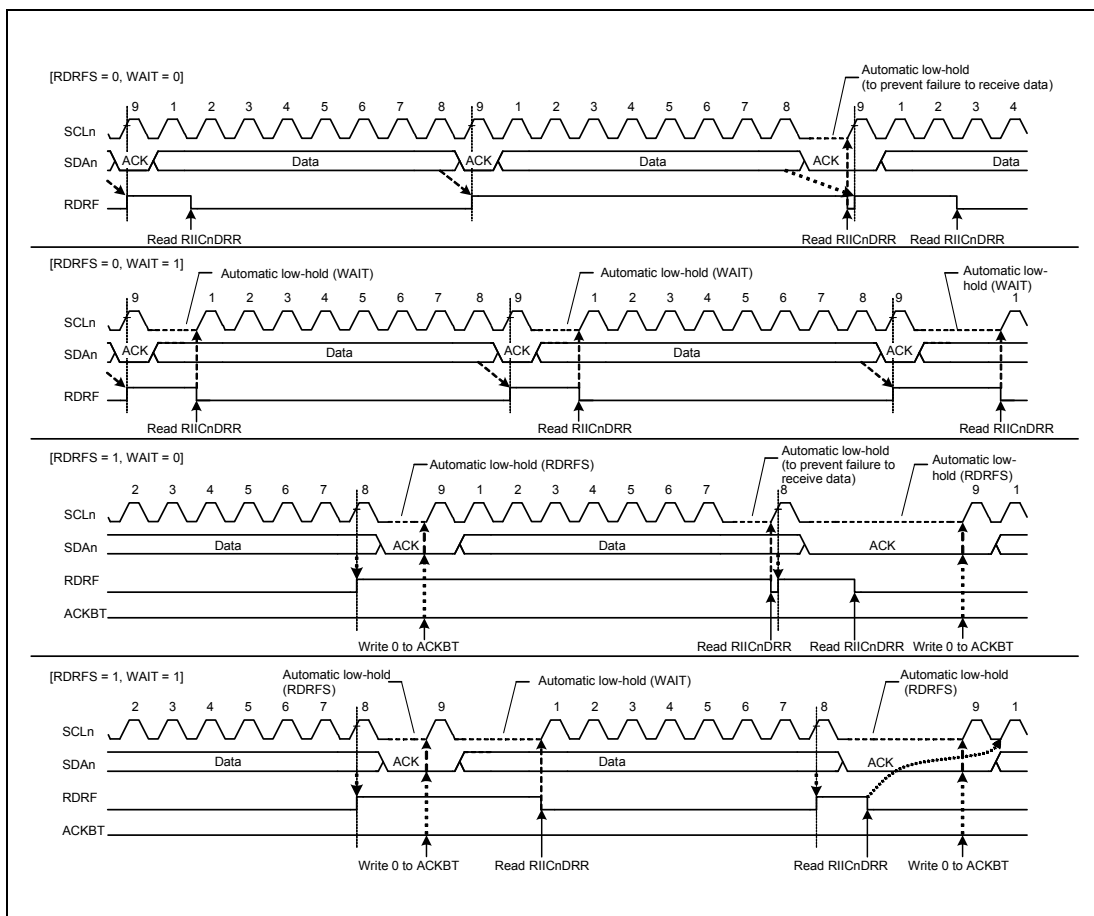 [RDRFS = 0, WAIT = 0]
Automatic low-hold
(to prevent failure to receive data)
9 1 2 3 4 5 6 7 8 9 1 2 3 4 5 6 7 8 9 1 2 3 4
SCLn
SDAn ACK Data ACK Data ACK Data
RDRF
Read RIICnDRR Read RIICnDRR Read RIICnDRR
[RDRFS = 0, WAIT = 1]
Automatic low-hold (WAIT) Automatic low-hold (WAIT) Automatic low-
hold (WAIT)
9 1 2 3 4 5 6 7 8 9 1 2 3 4 5 6 7 8 9 1
SCLn
SDAn ACK Data ACK Data ACK
RDRF
Read RIICnDRR Read RIICnDRR Read RIICnDRR
[RDRFS = 1, WAIT = 0]
Automatic low-hold (RDRFS)
Automatic low-hold
(to prevent failure to
receive data)
Automatic low-
hold (RDRFS)
2 3 4 5 6 7 8 9 1 2 3 4 5 6 7 8 9 1
SCLn
SDAn Data ACK Data ACK
RDRF
ACKBT
Write 0 to ACKBT Read RIICnDRR Read RIICnDRR Write 0 to ACKBT
[RDRFS = 1, WAIT = 1]
Automatic low-hold
(RDRFS)
Automatic low-hold (WAIT)
Automatic low-hold
(RDRFS)
2 3 4 5 6 7 8 9 1 2 3 4 5 6 7 8 9 1
SCLn
SDAn Data ACK Data ACK
RDRF
ACKBT
Write 0 to ACKBT Read RIICnDRR Read RIICnDRR Write 0 to ACKBT